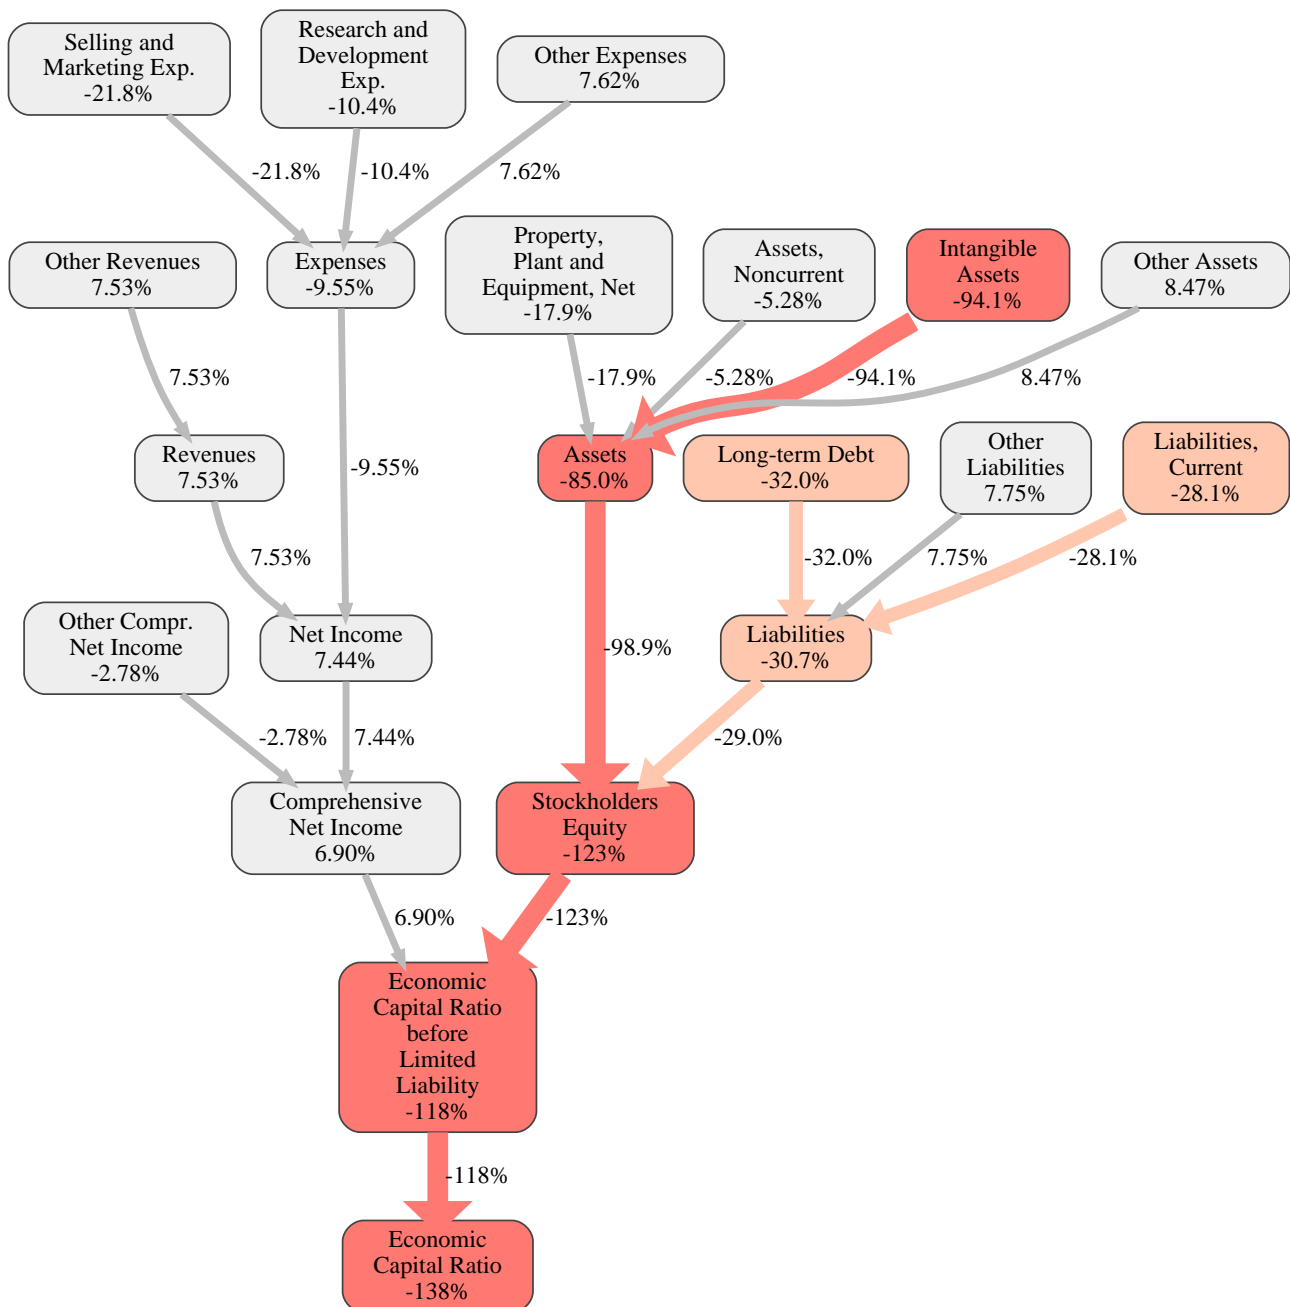 Selling and
Marketing Exp.
-21.8%
Research and
Development
Exp.
-10.4%
Other Expenses
7.62%
-21.8%
-10.4%
7.62%
Other Revenues
7.53%
Expenses
-9.55%
Property,
Plant and
Equipment, Net
-17.9%
Assets,
Noncurrent
-5.28%
Intangible
Assets
-94.1%
Other Assets
8.47%
7.53%
-17.9%
-5.28%
-94.1%
8.47%
Revenues
7.53%
-9.55%
Assets
-85.0%
Long-term Debt
-32.0%
Other
Liabilities
7.75%
Liabilities,
Current
-28.1%
7.53%
-32.0%
7.75%
-28.1%
Other Compr.
Net Income
-2.78%
Net Income
7.44%
-98.9%
Liabilities
-30.7%
-2.78%
7.44%
-29.0%
Comprehensive
Net Income
6.90%
Stockholders
Equity
-123%
6.90%
-123%
Economic
Capital Ratio
before
Limited
Liability
-118%
-118%
Economic
Capital Ratio
-138%